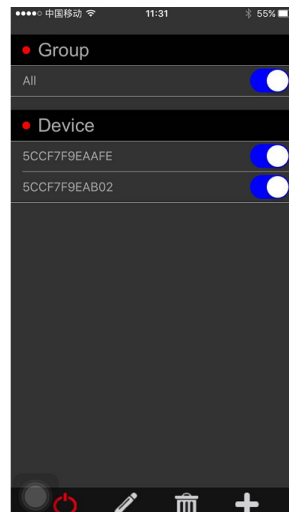 中国移动 11:31 55%
Group
All
Device
5CCF7F9EAAFE
5CCF7F9EAB02